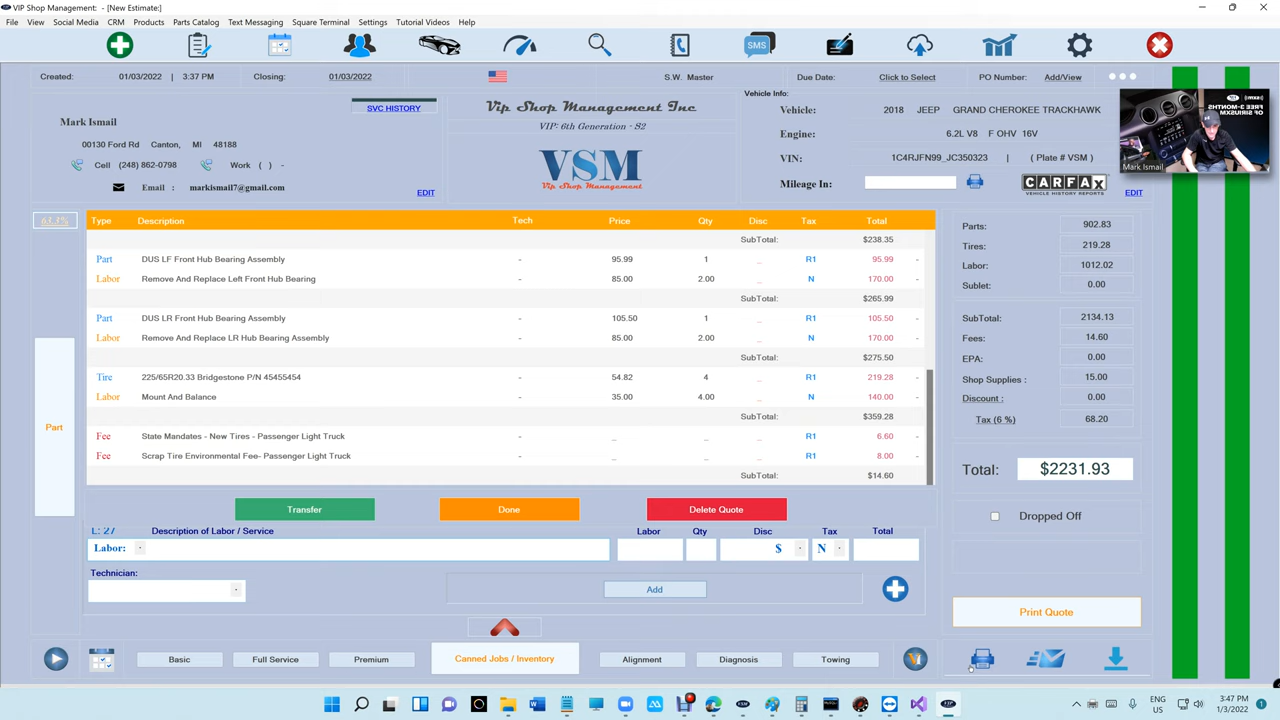 VIP Shop Management: - [New Estimate:]
File View Social Media CRM Products Parts Catalog Text Messaging Square Terminal Settings Tutorial Videos Help
SMS
Created: 01/03/2022 | 3:37 PM Closing: 01/03/2022 S.W. Master Due Date: Click to Select PO Number: Add/View
Mark Ismail
00130 Ford Rd Canton, MI 48188
Cell (248) 862-0798 Work ( ) -
Email : markismail7@gmail.com
EDIT
SVC HISTORY
Vip Shop Management Inc
VIP: 6th Generation - S2
VSM
Vip Shop Management
Vehicle Info:
Vehicle: 2018 JEEP GRAND CHEROKEE TRACKHAWK
Engine: 6.2L V8 F OHV 16V
VIN: 1C4RJFN99_JC350323 | ( Plate # VSM )
Mileage In:
CARFAX
VEHICLE HISTORY REPORTS
EDIT
FREE 3-MONTHS
OF SIRIUSXM
Mark Ismail
63.3%
Type Description Tech Price Qty Disc Tax Total
SubTotal: $238.35
Part DUS LF Front Hub Bearing Assembly - 95.99 1 _ R1 95.99 -
Labor Remove And Replace Left Front Hub Bearing - 85.00 2.00 _ N 170.00 -
SubTotal: $265.99
Part DUS LR Front Hub Bearing Assembly - 105.50 1 _ R1 105.50 -
Labor Remove And Replace LR Hub Bearing Assembly - 85.00 2.00 _ N 170.00 -
SubTotal: $275.50
Tire 225/65R20.33 Bridgestone P/N 45455454 - 54.82 4 _ R1 219.28 -
Labor Mount And Balance - 35.00 4.00 _ N 140.00 -
SubTotal: $359.28
Fee State Mandates - New Tires - Passenger Light Truck - _ _ _ R1 6.60 -
Fee Scrap Tire Environmental Fee- Passenger Light Truck - _ _ _ R1 8.00 -
SubTotal: $14.60
Part
Transfer Done Delete Quote
L: 27 Description of Labor / Service Labor Qty Disc Tax Total
Labor: $ N
Technician:
Add
Basic Full Service Premium Canned Jobs / Inventory Alignment Diagnosis Towing
Parts: 902.83
Tires: 219.28
Labor: 1012.02
Sublet: 0.00
SubTotal: 2134.13
Fees: 14.60
EPA: 0.00
Shop Supplies : 15.00
Discount : 0.00
Tax (6 %) 68.20
Total: $2231.93
Dropped Off
Print Quote
ENG
US
3:47 PM
1/3/2022